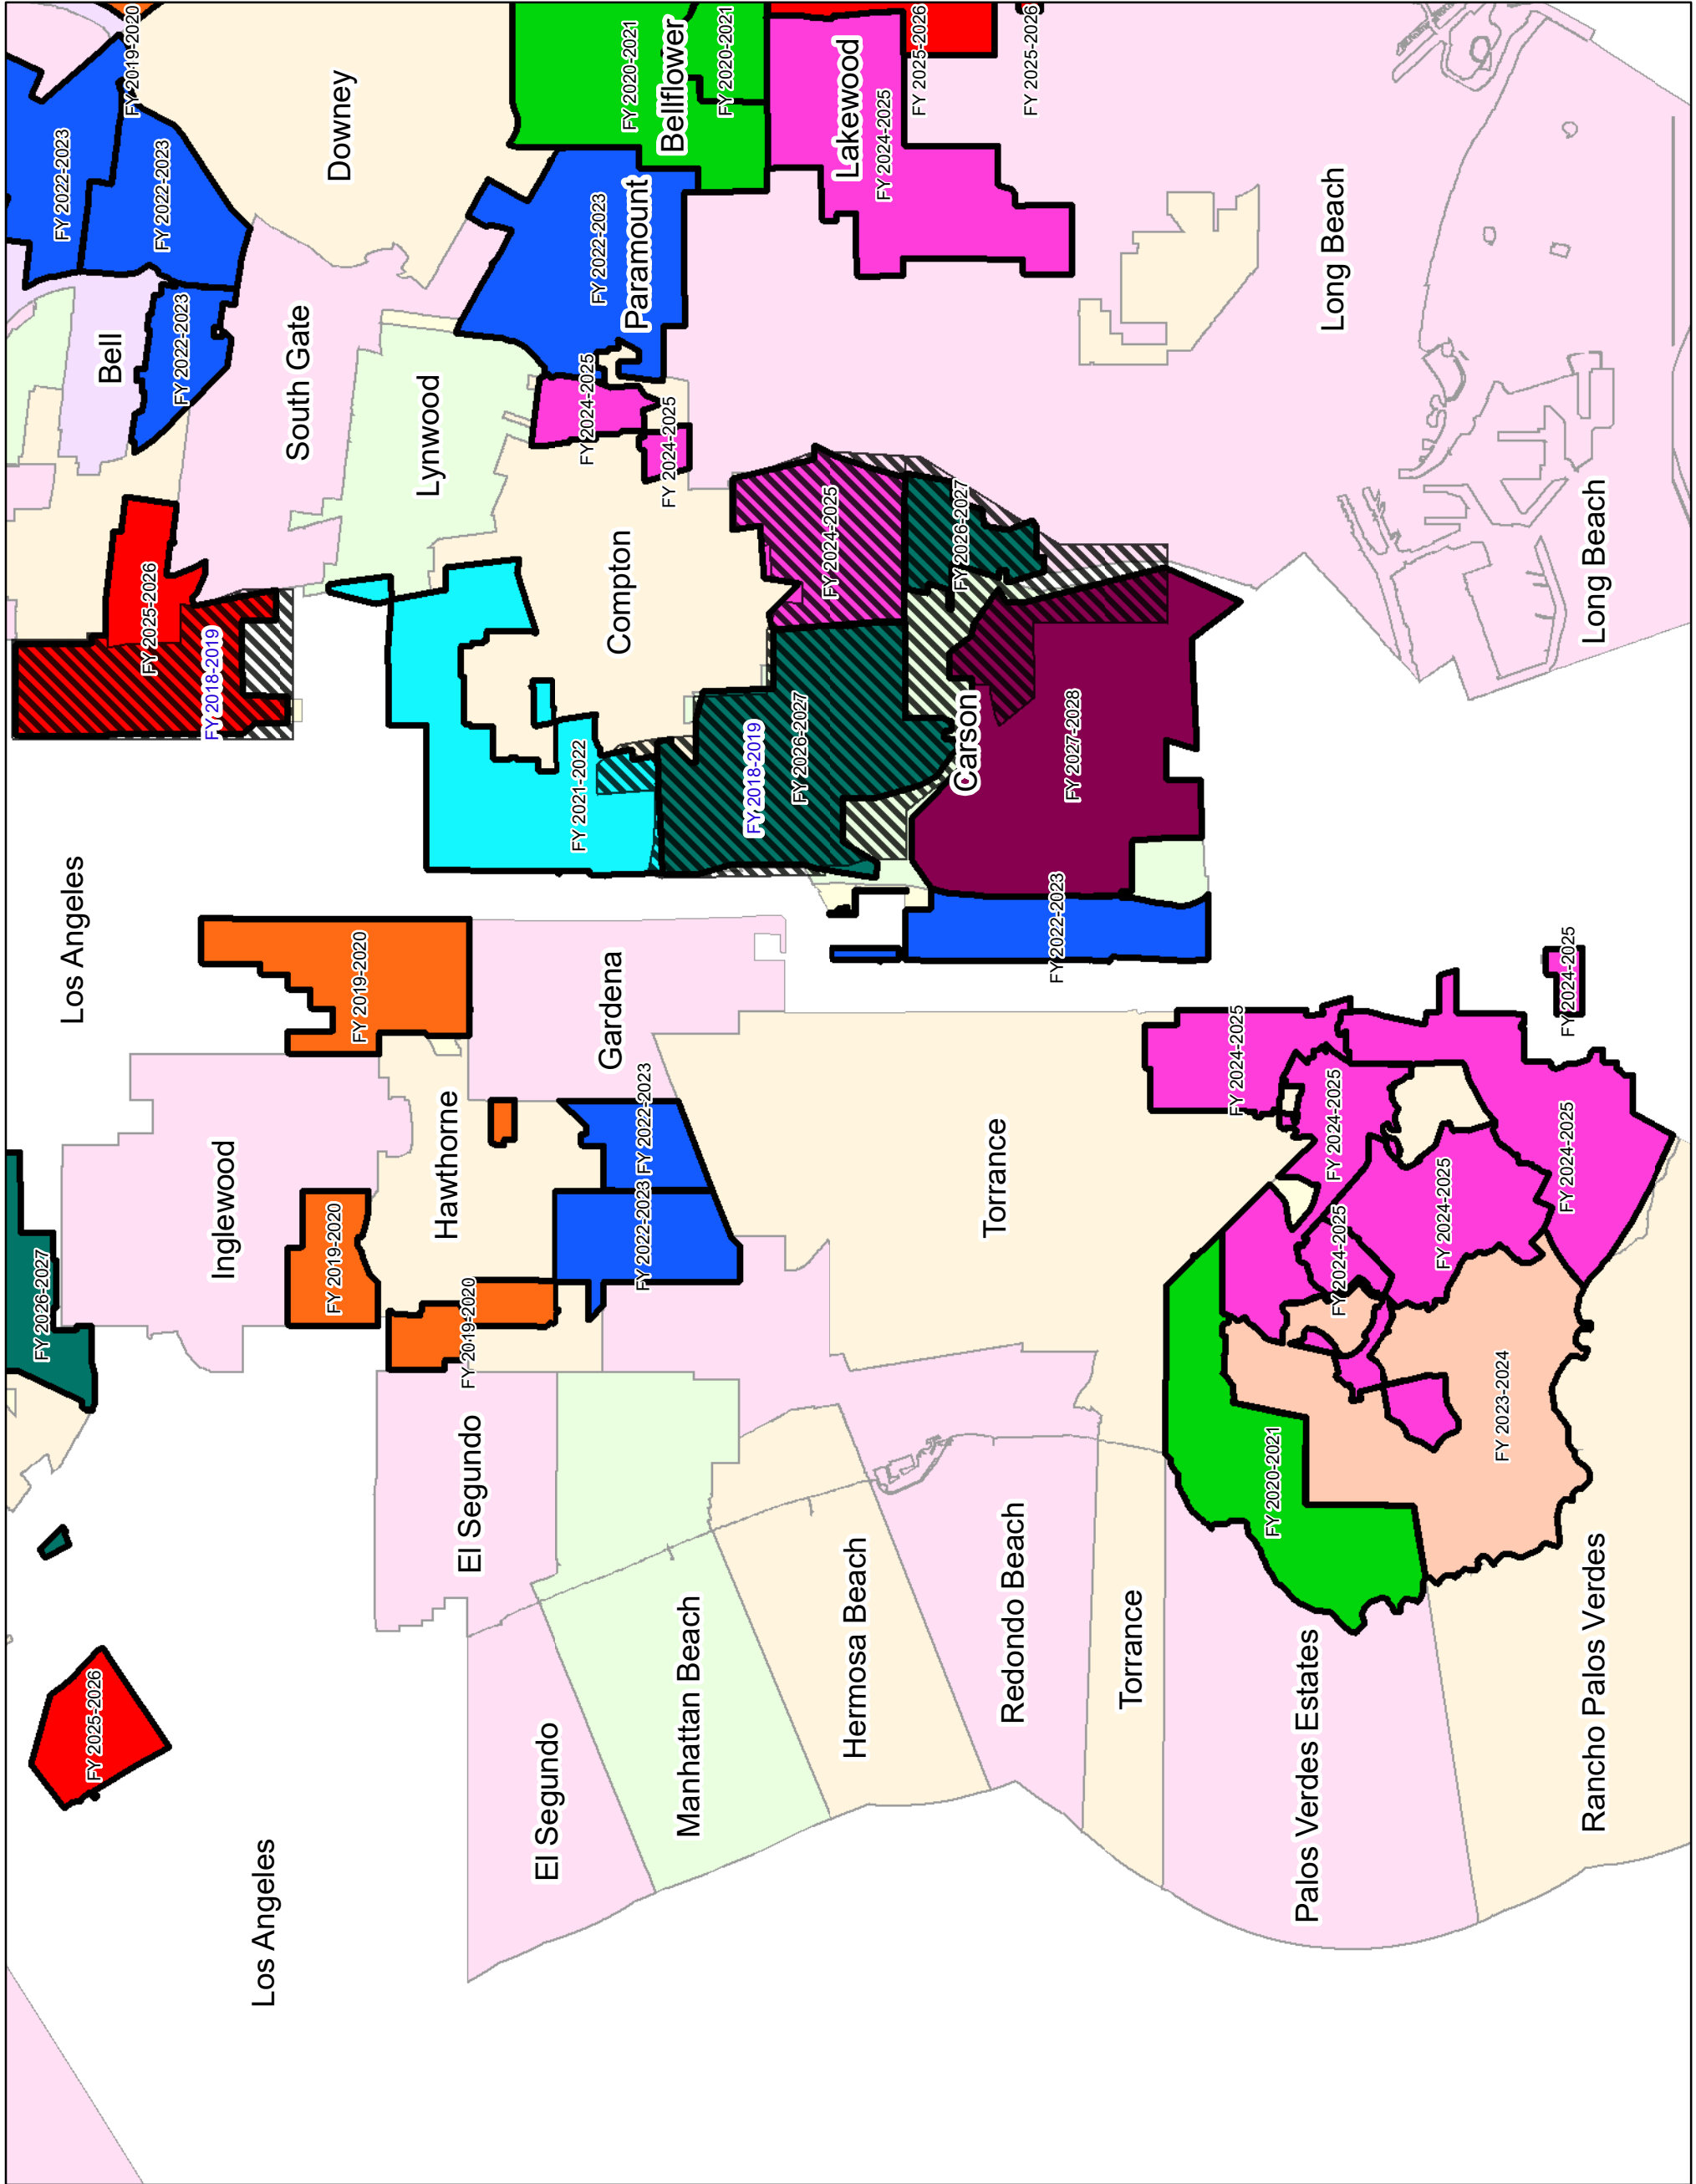 FY 2026-2027
FY 2022-2023
Los Angeles
FY 2025-2026
Bell
FY 2019-2020
FY 2025-2026
FY 2022-2023
FY 2022-2023
FY 2018-2019
Inglewood
Los Angeles
South Gate
FY 2019-2020
Downey
FY 2019-2020
Lynwood
Hawthorne
FY 2019-2020
El Segundo
El Segundo
FY 2021-2022
FY 2024-2025
FY 2022-2023
Gardena
Compton
FY 2020-2021
Paramount
FY 2022-2023
FY 2022-2023
FY 2024-2025
Bellflower
Manhattan Beach
FY 2020-2021
FY 2018-2019
FY 2026-2027
FY 2024-2025
Lakewood
Hermosa Beach
FY 2024-2025
FY 2025-2026
FY 2026-2027
Carson
Torrance
Redondo Beach
FY 2025-2026
FY 2022-2023
FY 2027-2028
Torrance
FY 2024-2025
FY 2020-2021
Palos Verdes Estates
FY 2024-2025
Long Beach
FY 2024-2025
FY 2024-2025
FY 2023-2024
FY 2024-2025
FY 2024-2025
Rancho Palos Verdes
Long Beach